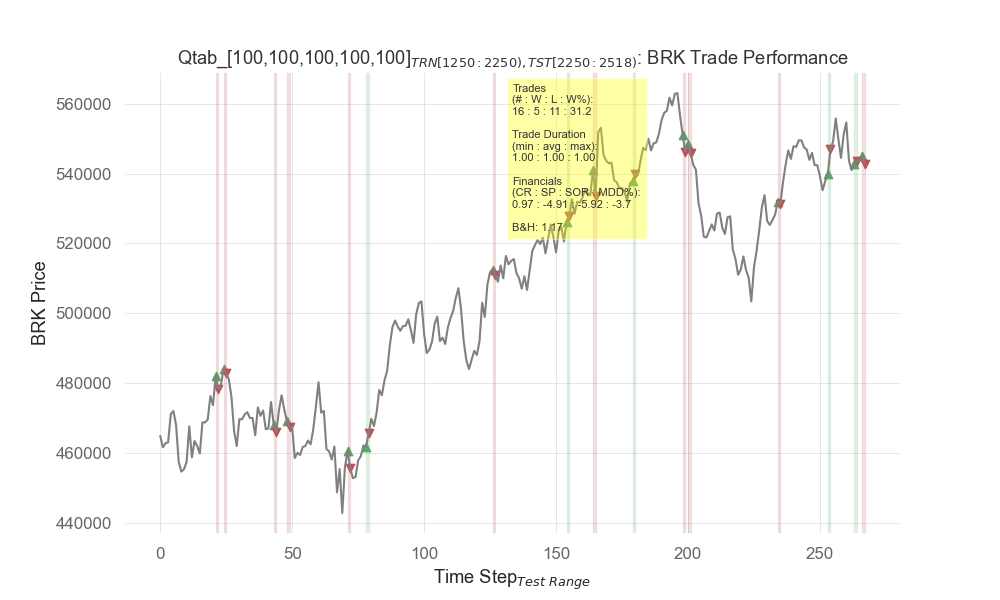 Qtab_[100,100,100,100,100]TRN[1250:2250),TST[2250:2518): BRK Trade Performance
Trades
(# : W : L : W%):
16 : 5 : 11 : 31.2
Trade Duration
(min : avg : max):
1.00 : 1.00 : 1.00
Financials
(CR : SP : SOR : MDD%):
0.97 : -4.91 : -5.92 : -3.7
B&H: 1.17
BRK Price
560000
540000
520000
500000
480000
460000
440000
0 50 100 150 200 250
Time StepTest Range